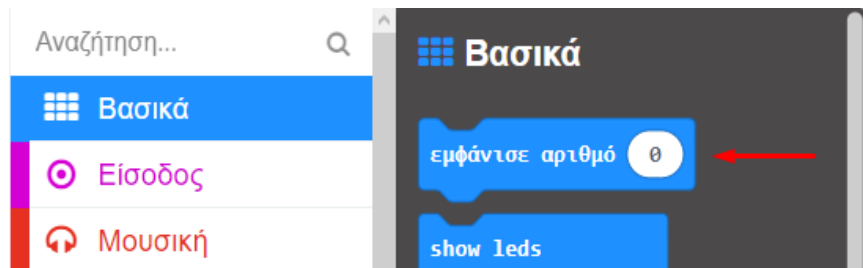 Αναζήτηση...
Βασικά
Είσοδος
Μουσική
Βασικά
εμφάνισε αριθμό 0
show leds